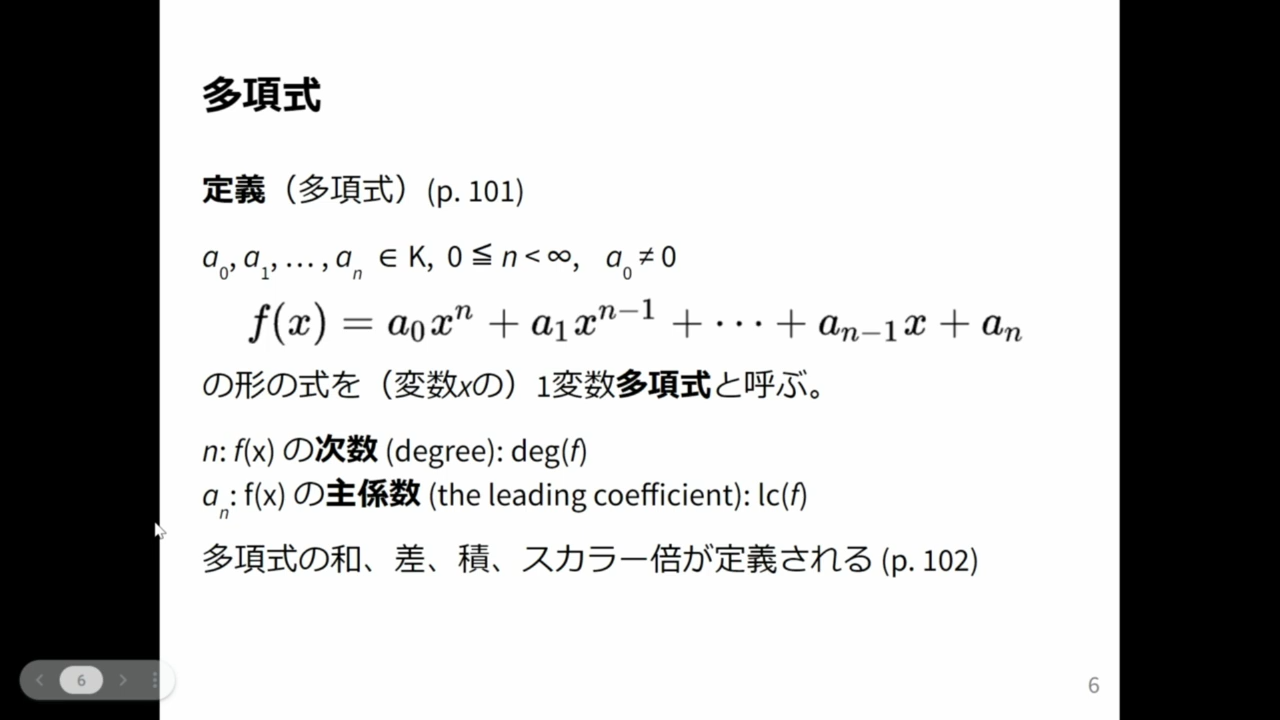 多項式
定義（多項式）(p. 101)
a₀, a₁, … , aₙ ∈ K, 0 ≦ n < ∞, a₀ ≠ 0
f(x) = a₀xⁿ + a₁xⁿ⁻¹ + ··· + aₙ₋₁x + aₙ
の形の式を（変数xの）1変数多項式と呼ぶ。
n: f(x) の次数 (degree): deg(f)
aₙ: f(x) の主係数 (the leading coefficient): lc(f)
多項式の和、差、積、スカラー倍が定義される (p. 102)
6
6